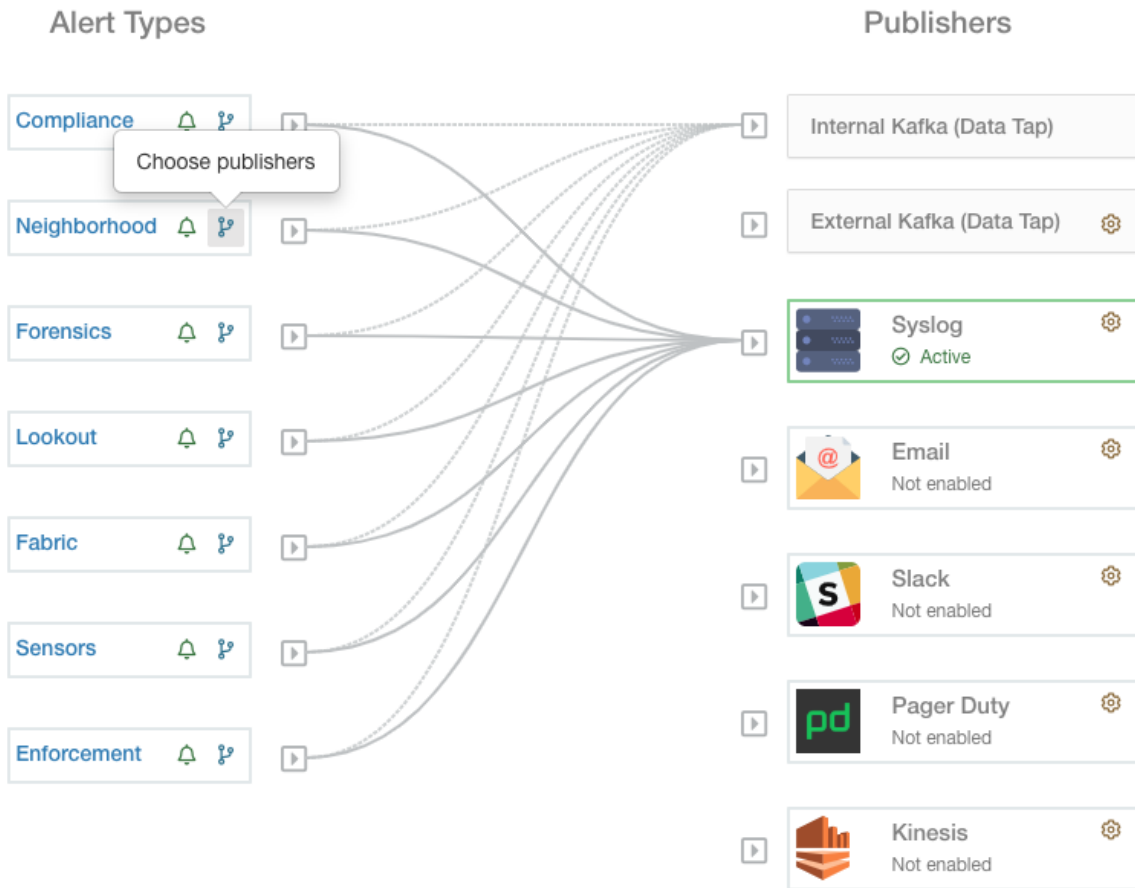 Alert Types
Publishers
Compliance
Choose publishers
Neighborhood
Forensics
Lookout
Fabric
Sensors
Enforcement
Internal Kafka (Data Tap)
External Kafka (Data Tap)
Syslog
Active
@
Email
Not enabled
S
Slack
Not enabled
pd
Pager Duty
Not enabled
Kinesis
Not enabled